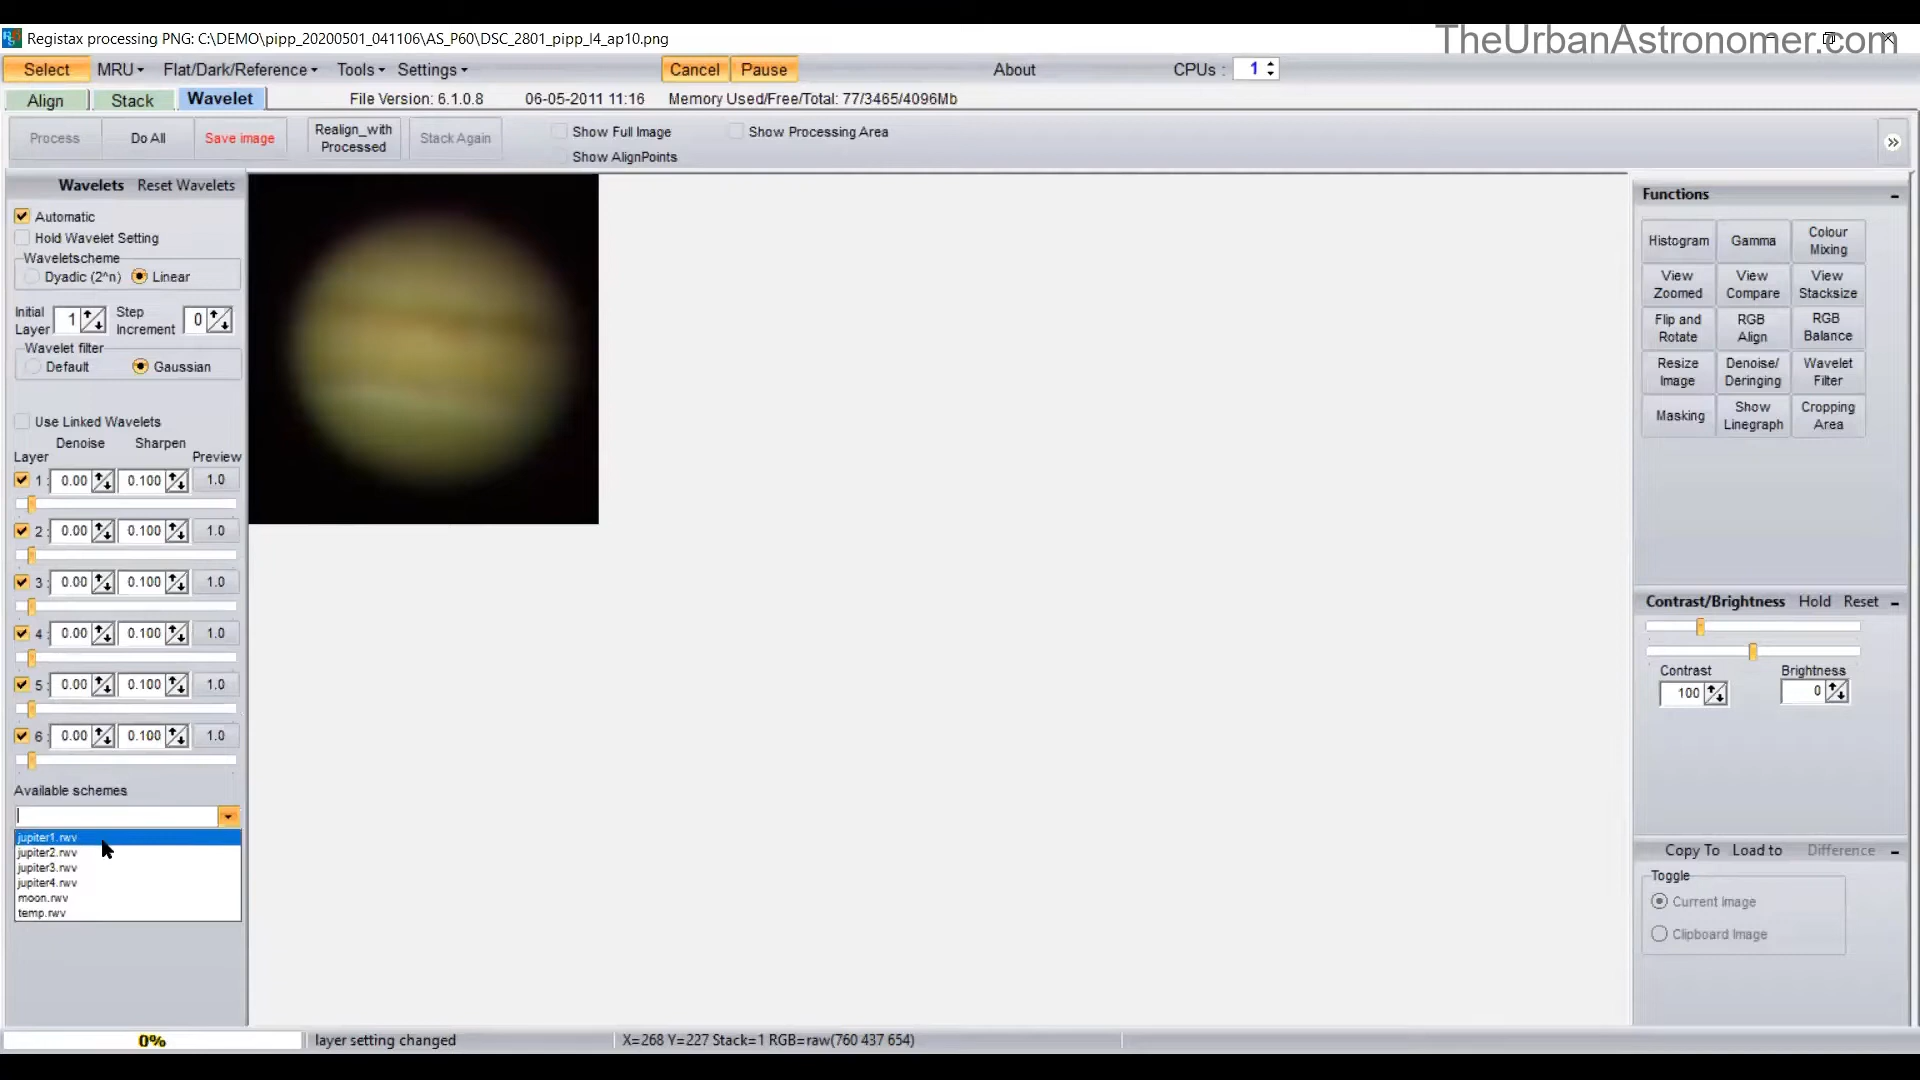 TheUrbanAstronomer.com
Registax processing PNG: C:\DEMO\pipp_20200501_041106\AS_P60\DSC_2801_pipp_l4_ap10.png
Select MRU Flat/Dark/Reference Tools Settings Cancel Pause About CPUs : 1
Align Stack Wavelet File Version: 6.1.0.8 06-05-2011 11:16 Memory Used/Free/Total: 77/3465/4096Mb
Process Do All Save image Realign_with Processed Stack Again
Show Full Image Show Processing Area
Show AlignPoints
Wavelets Reset Wavelets
Automatic
Hold Wavelet Setting
Waveletscheme
Dyadic (2^n) Linear
Initial Layer 1 Step Increment 0
Wavelet filter
Default Gaussian
Use Linked Wavelets
Denoise Sharpen
Layer Preview
1 : 0.00 0.100 1.0
2 : 0.00 0.100 1.0
3 : 0.00 0.100 1.0
4 : 0.00 0.100 1.0
5 : 0.00 0.100 1.0
6 : 0.00 0.100 1.0
Available schemes
jupiter1.rwv
jupiter2.rwv
jupiter3.rwv
jupiter4.rwv
moon.rwv
temp.rwv
Functions
Histogram Gamma Colour Mixing
View Zoomed View Compare View Stacksize
Flip and Rotate RGB Align RGB Balance
Resize Image Denoise/ Deringing Wavelet Filter
Masking Show Linegraph Cropping Area
Contrast/Brightness Hold Reset
Contrast Brightness
100 0
Copy To Load to Difference
Toggle
Current Image
Clipboard Image
0% layer setting changed X=268 Y=227 Stack=1 RGB=raw(760 437 654)